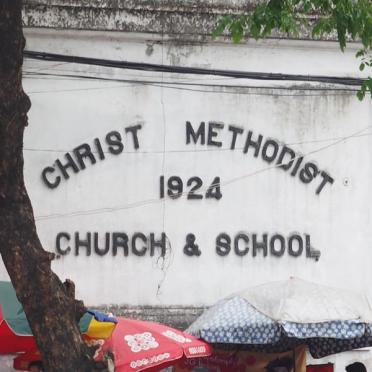 CHRIST METHODIST
1924
CHURCH & SCHOOL